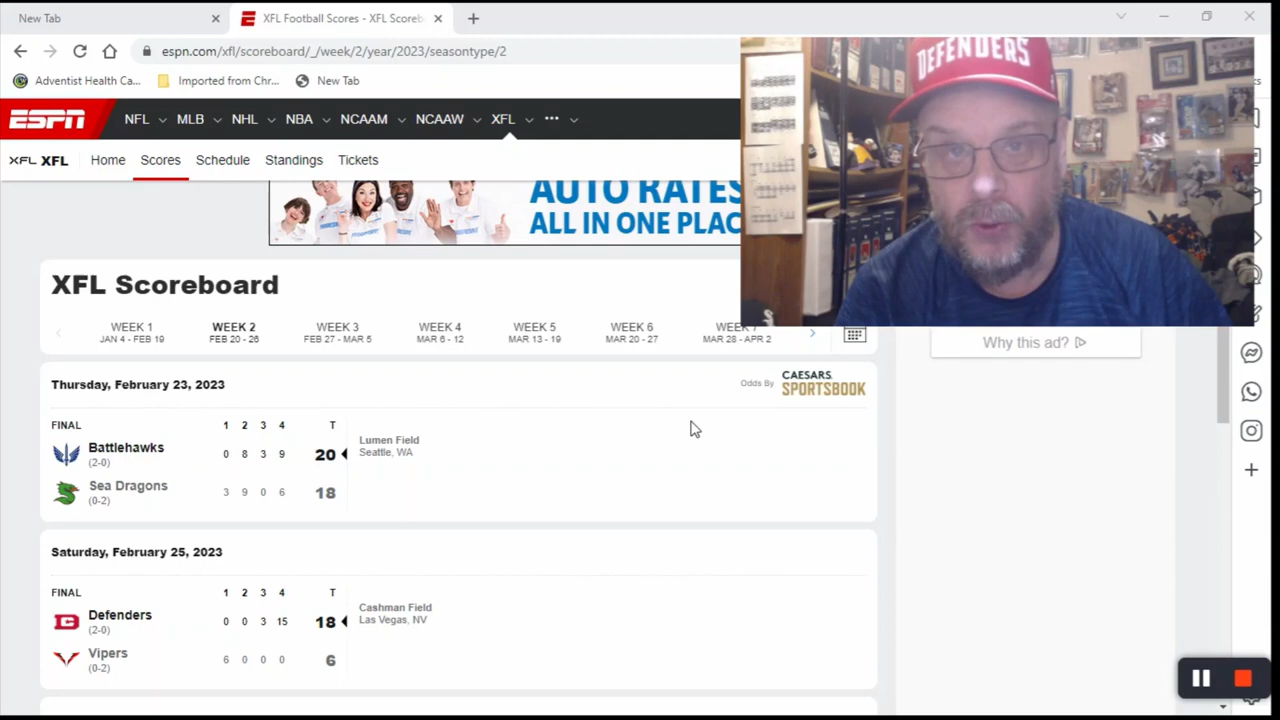 New Tab
XFL Football Scores - XFL Scoreb
espn.com/xfl/scoreboard/_/week/2/year/2023/seasontype/2
Adventist Health Ca... Imported from Chr... New Tab
DEFENDERS
ESPN NFL MLB NHL NBA NCAAM NCAAW XFL
XFL XFL Home Scores Schedule Standings Tickets
AUTO RATES
ALL IN ONE PLAC
XFL Scoreboard
WEEK 1 WEEK 2 WEEK 3 WEEK 4 WEEK 5 WEEK 6 WEEK 7
JAN 4 - FEB 19 FEB 20 - 26 FEB 27 - MAR 5 MAR 6 - 12 MAR 13 - 19 MAR 20 - 27 MAR 28 - APR 2
Why this ad?
Thursday, February 23, 2023 Odds By CAESARS
SPORTSBOOK
FINAL 1 2 3 4 T
Battlehawks 0 8 3 9 20 Lumen Field
(2-0) Seattle, WA
Sea Dragons 3 9 0 6 18
(0-2)
Saturday, February 25, 2023
FINAL 1 2 3 4 T
Defenders 0 0 3 15 18 Cashman Field
(2-0) Las Vegas, NV
Vipers 6 0 0 0 6
(0-2)